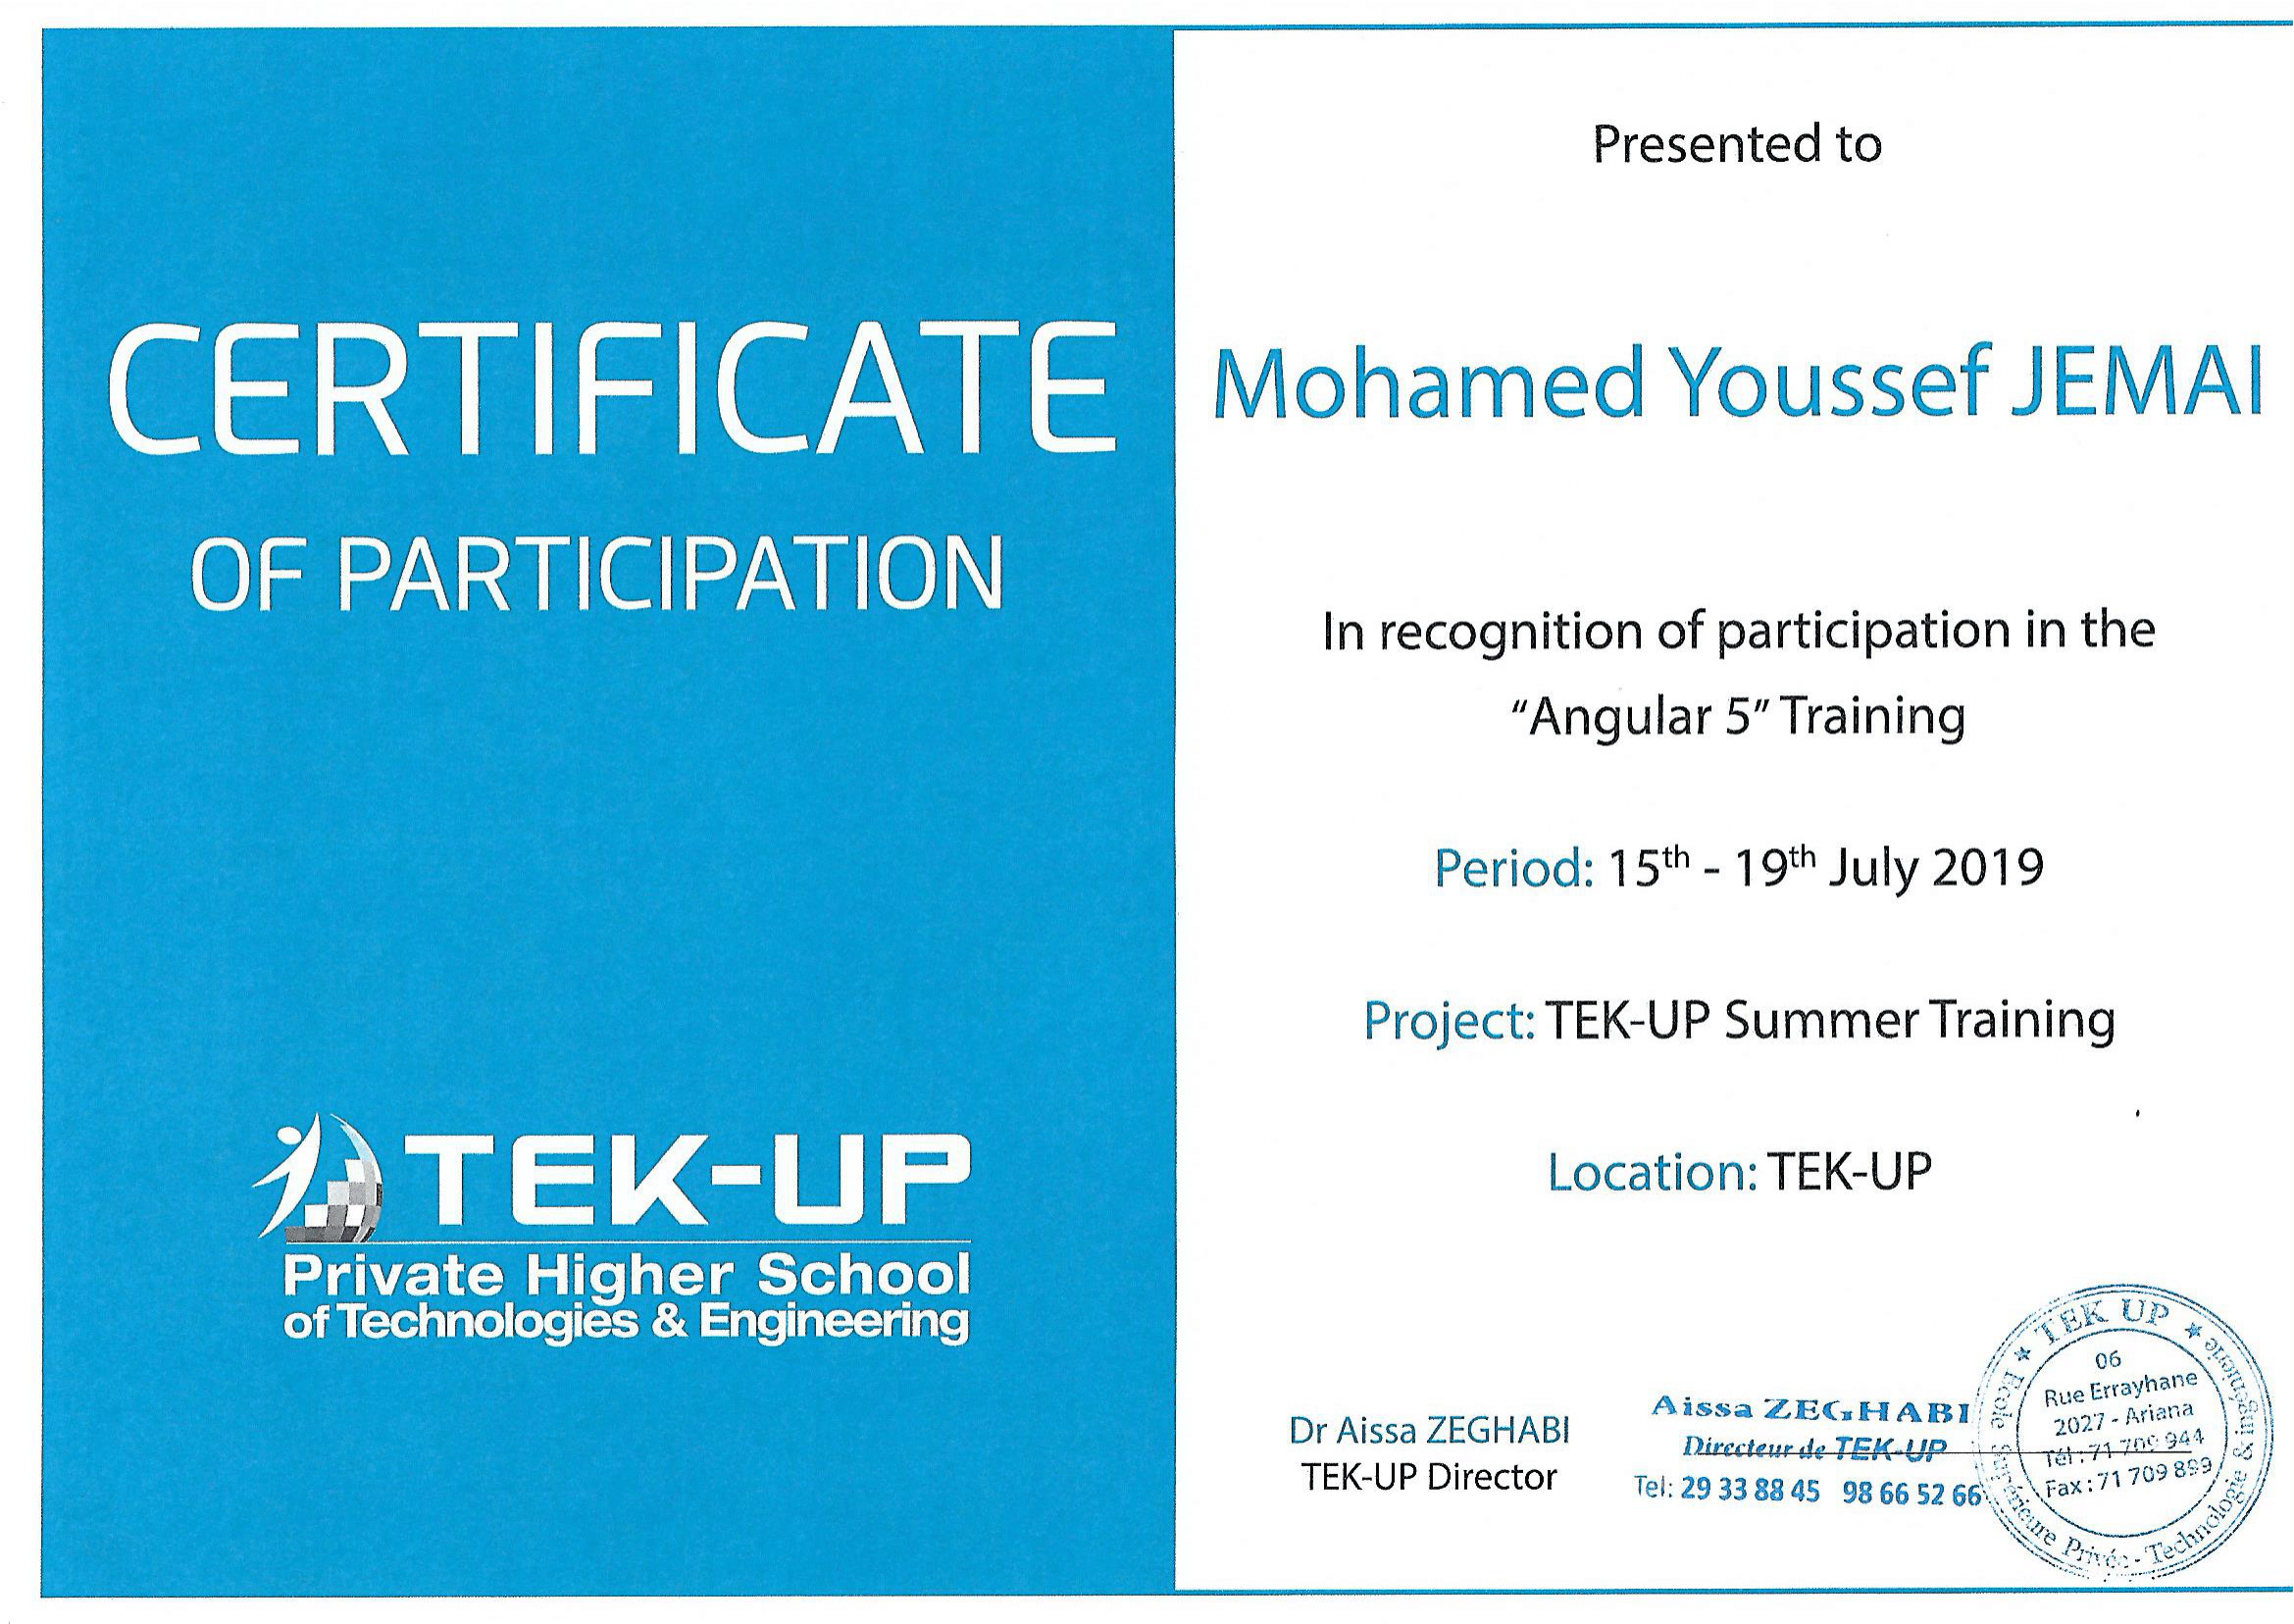 CERTIFICATE
OF PARTICIPATION
TEK-UP
Private Higher School
of Technologies & Engineering
Presented to
Mohamed Youssef JEMAI
In recognition of participation in the
“Angular 5” Training
Period: 15th - 19th July 2019
Project: TEK-UP Summer Training
Location: TEK-UP
Dr Aissa ZEGHABI
TEK-UP Director
Aissa ZEGHABI
Directeur de TEK-UP
Tel: 29 33 88 45 98 66 52 66
★ TEK UP ★
Ecole Supérieure Privée - Technologie & ingénierie
06
Rue Errayhane
2027 - Ariana
Tél : 71 709 944
Fax : 71 709 899